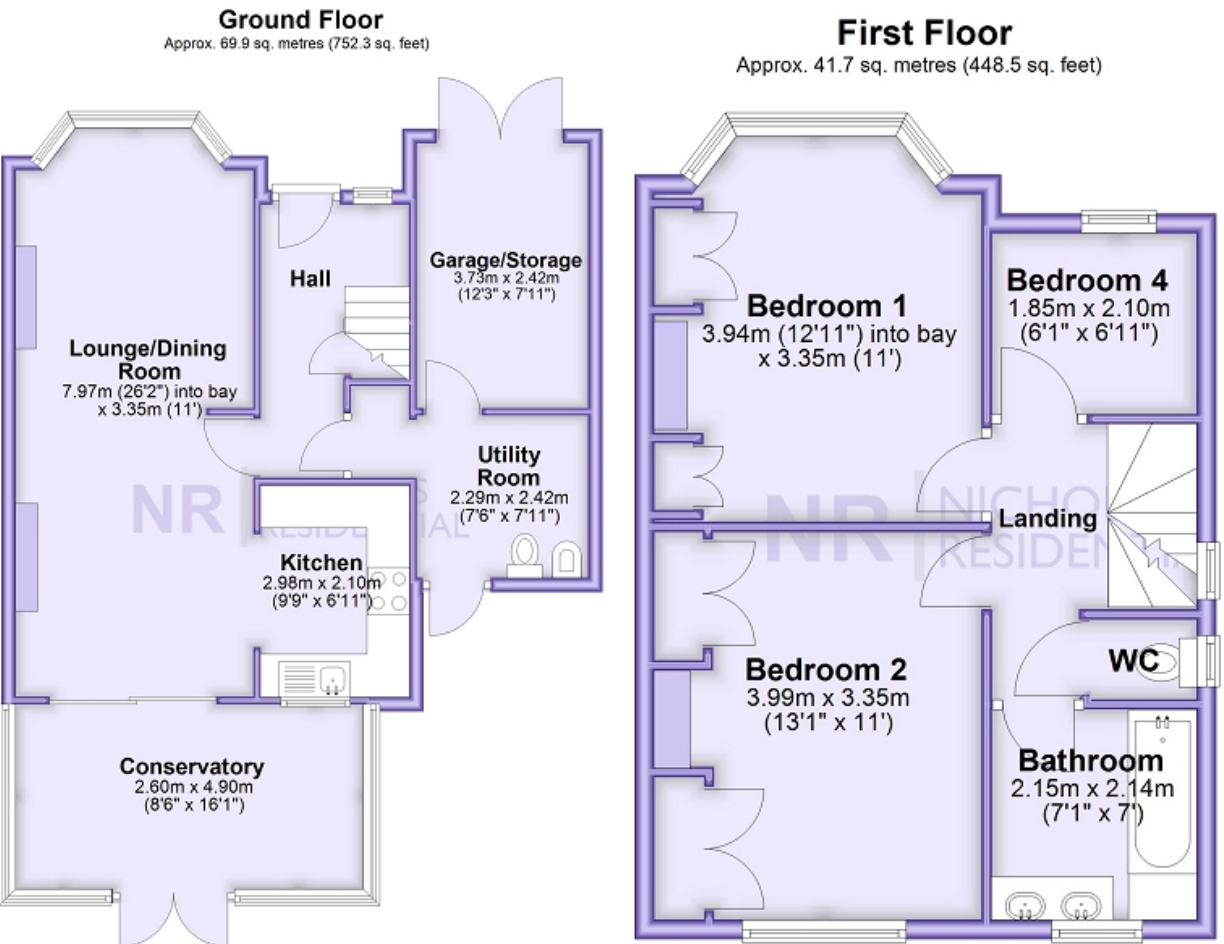 Ground Floor
Approx. 69.9 sq. metres (752.3 sq. feet)
Garage/Storage
3.73m x 2.42m
(12'3" x 7'11")
Hall
Lounge/Dining
Room
7.97m (26'2") into bay
x 3.35m (11')
Utility
Room
2.29m x 2.42m
(7'6" x 7'11")
Kitchen
2.98m x 2.10m
(9'9" x 6'11")
Conservatory
2.60m x 4.90m
(8'6" x 16'1")
NR
First Floor
Approx. 41.7 sq. metres (448.5 sq. feet)
Bedroom 1
3.94m (12'11") into bay
x 3.35m (11')
Bedroom 4
1.85m x 2.10m
(6'1" x 6'11")
Landing
NR
Bedroom 2
3.99m x 3.35m
(13'1" x 11')
WC
Bathroom
2.15m x 2.14m
(7'1" x 7')